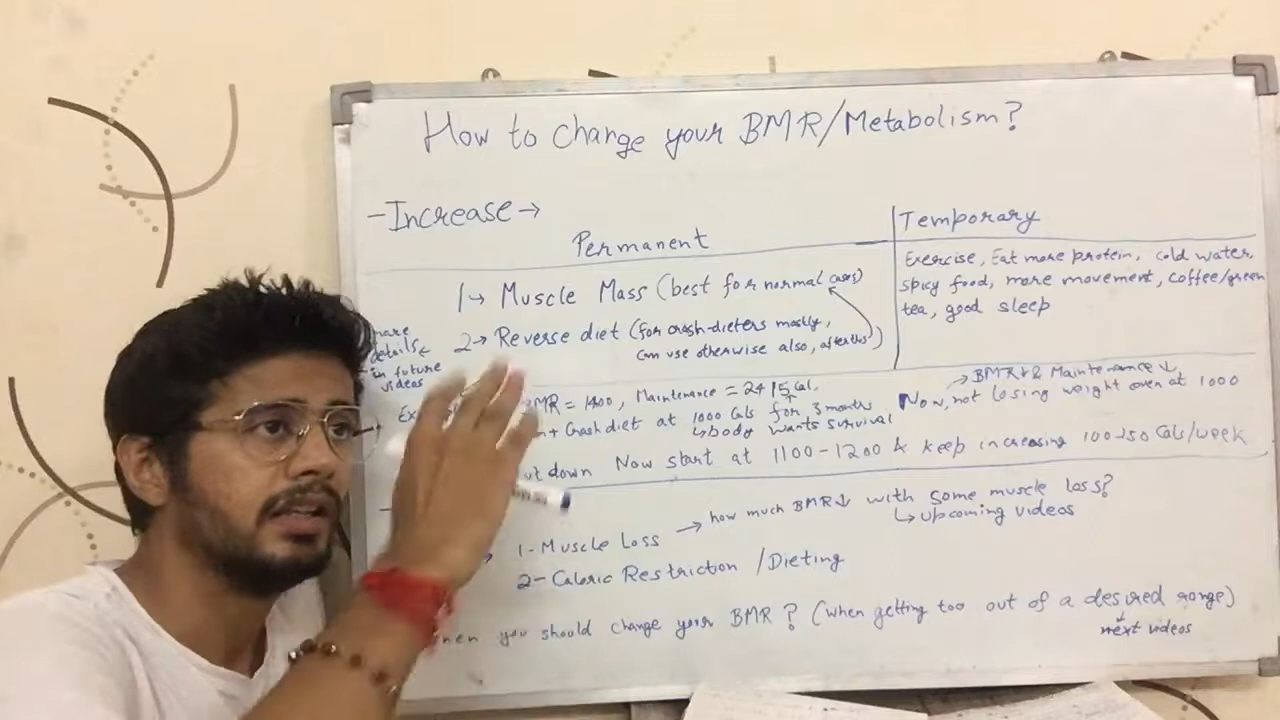 How to change your BMR/Metabolism?
- Increase →
Permanent
Temporary
1→ Muscle Mass (best for normal cases)
2→ Reverse diet (for crash-dieters mostly,
can use otherwise also, after this)
Exercise, Eat more protein, cold water,
spicy food, more movement, coffee/green
tea, good sleep
more
details ←
in future
videos
MR = 1400, Maintenance = 2415 Cal.
+ Crash diet at 1000 Cals for 3 months
↳ body wants survival
→ BMR↓ & Maintenance ↓
Now, not losing weight even at 1000
ut down Now start at 1100-1200 & keep increasing 100-150 Cals/week
1- Muscle Loss → how much BMR↓ with some muscle loss?
↳ upcoming videos
2- Caloric Restriction / Dieting
hen you should change your BMR? (when getting too out of a desired range)
↓
next videos